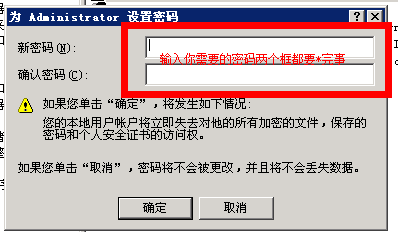 为 Administrator 设置密码
新密码(N):
输入你需要的密码两个框都要*完事
确认密码(C):
如果您单击“确定”,将发生如下情况:
您的本地用户帐户将立即失去对他的所有加密的文件,保存的
密码和个人安全证书的访问权。
如果您单击“取消”,密码将不会被更改,并且将不会丢失数据。
确定
取消